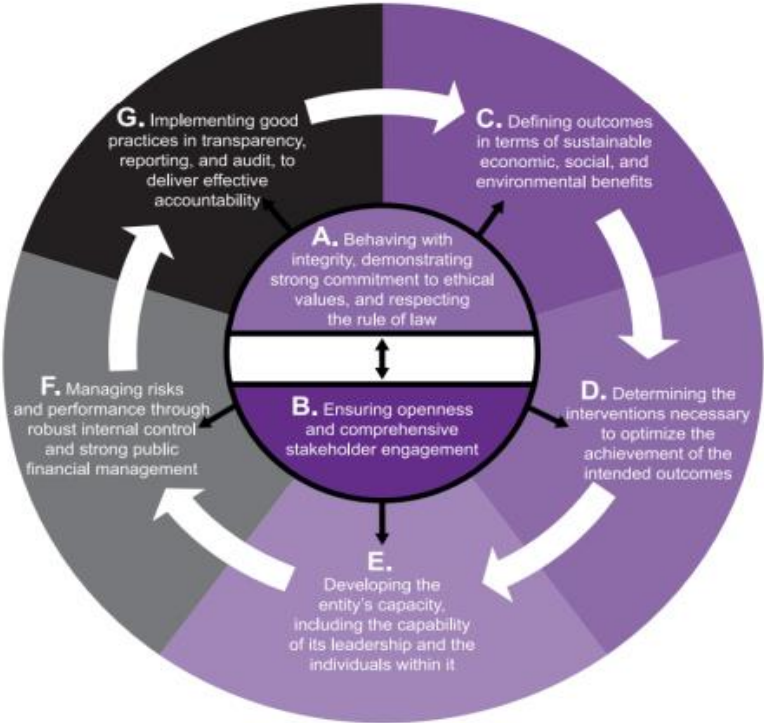 A. Behaving with
integrity, demonstrating
strong commitment to ethical
values, and respecting
the rule of law
B. Ensuring openness
and comprehensive
stakeholder engagement
C. Defining outcomes
in terms of sustainable
economic, social, and
environmental benefits
D. Determining the
interventions necessary
to optimize the
achievement of the
intended outcomes
E.
Developing the
entity's capacity,
including the capability
of its leadership and the
individuals within it
F. Managing risks
and performance through
robust internal control
and strong public
financial management
G. Implementing good
practices in transparency,
reporting, and audit, to
deliver effective
accountability